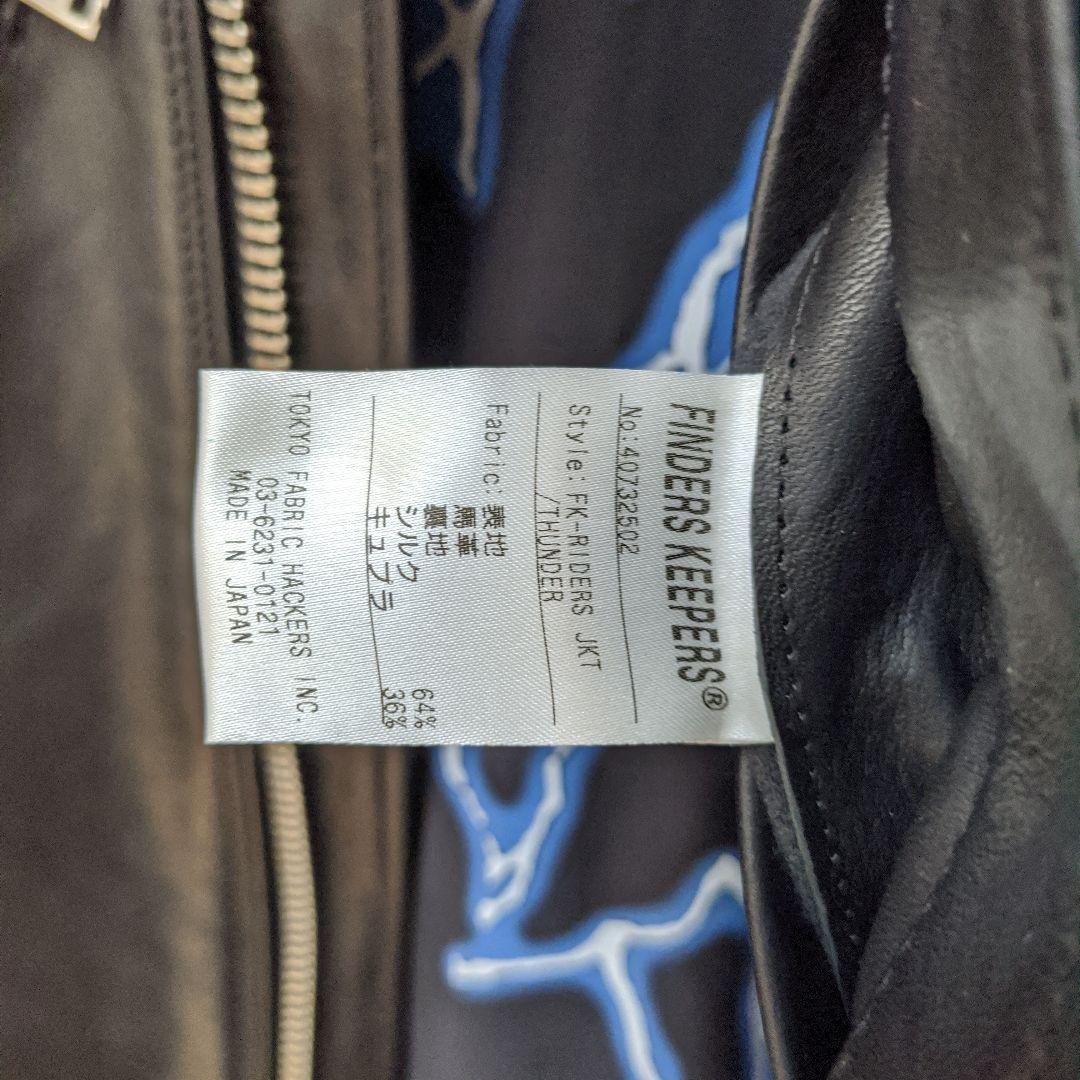 FINDERS KEEPERS®
No:40732502
Style:FK-RIDERS JKT
/THUNDER
Fabric:表地
馬革
裏地
シルク 64%
キュプラ 36%
TOKYO FABRIC HACKERS INC.
03-6231-0121
MADE IN JAPAN